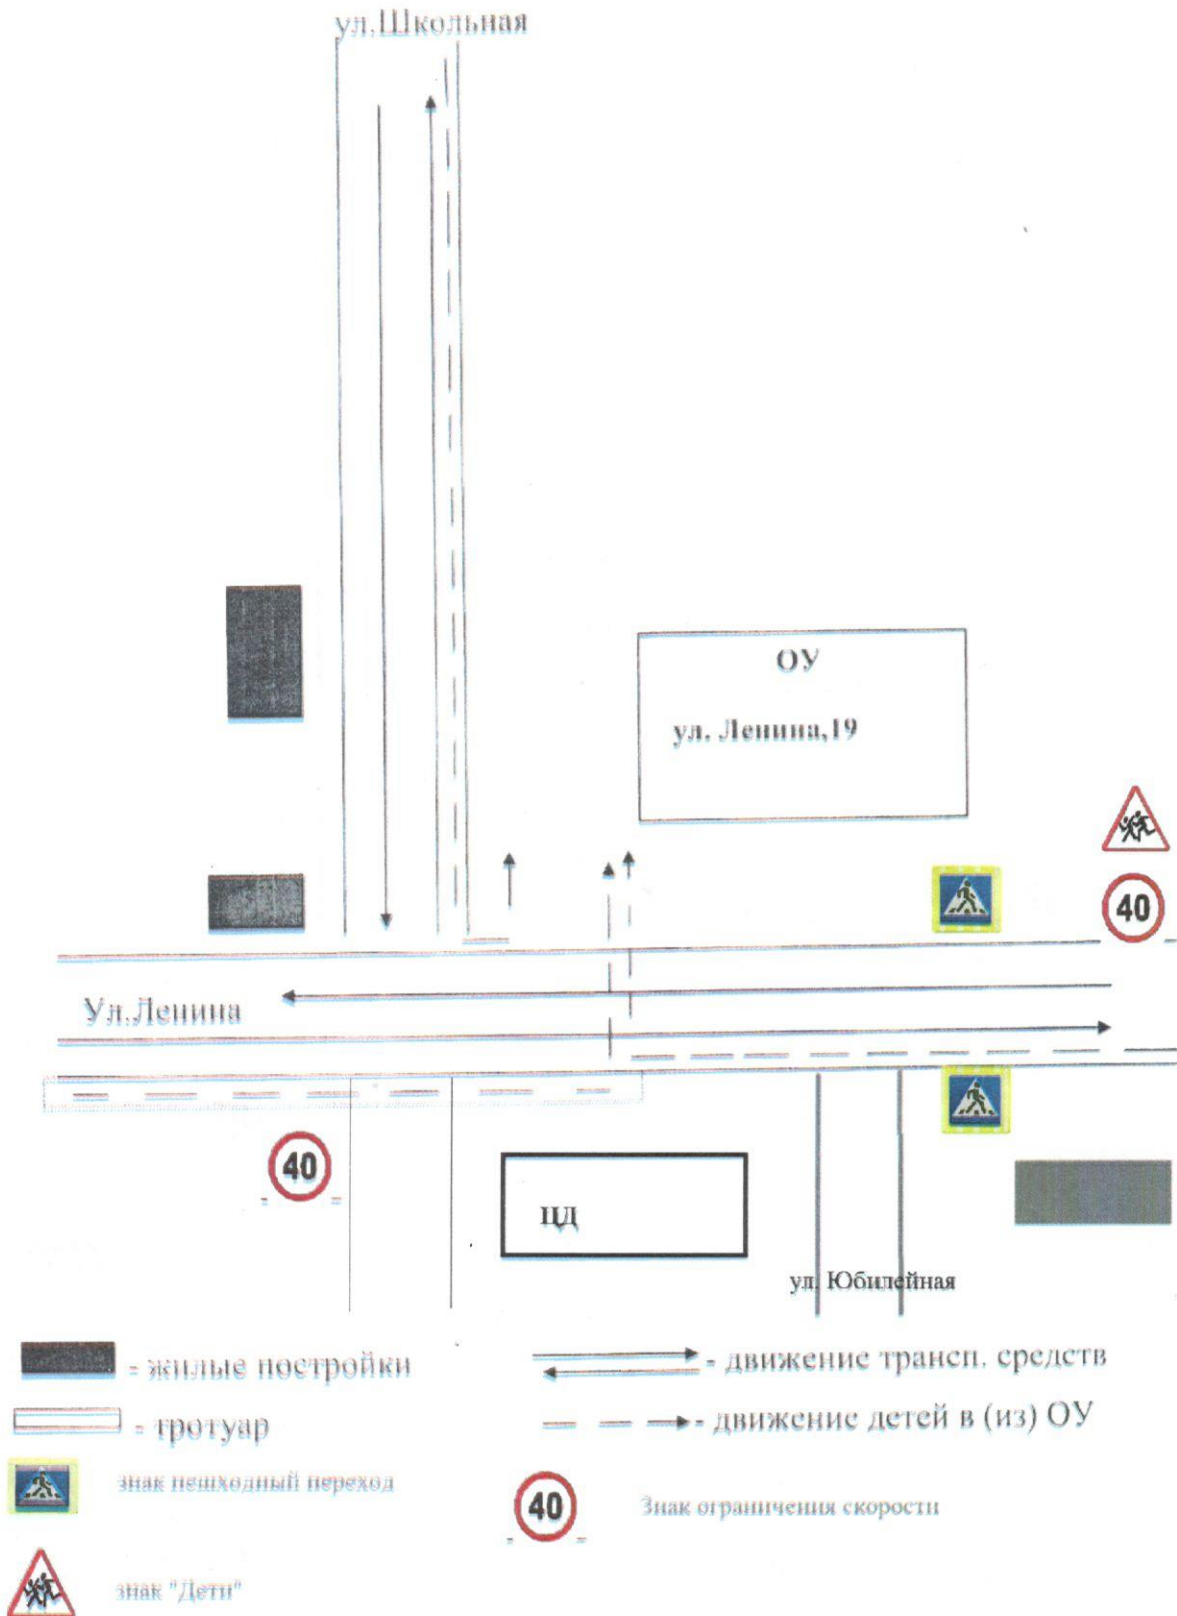 ул.Школьная
ОУ
ул. Ленина,19
40
Ул.Ленина
40
ЦД
ул. Юбилейная
- жилые постройки
- движение трансп. средств
- тротуар
- движение детей в (из) ОУ
знак пешходный переход
40
Знак ограничения скорости
знак "Дети"